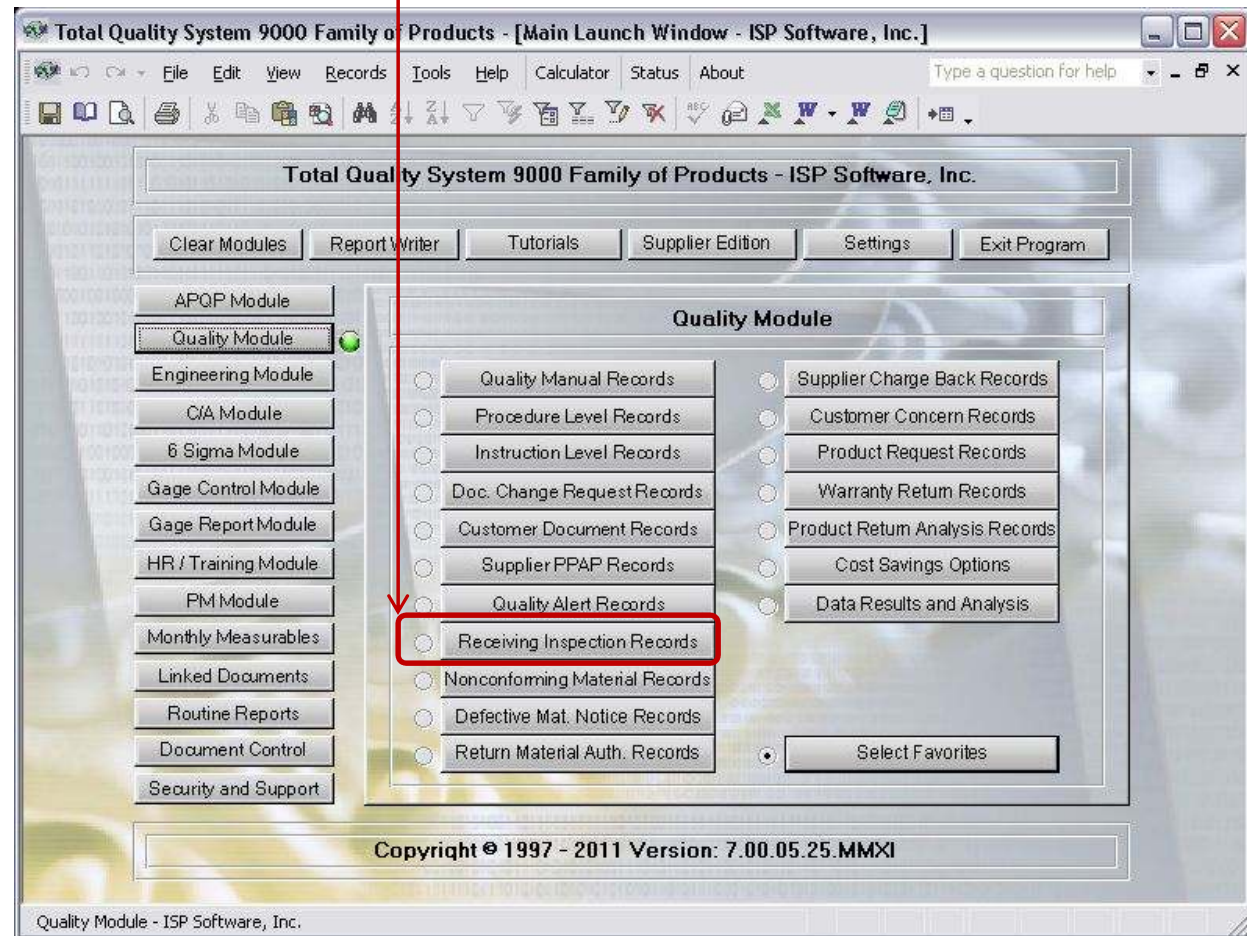 Total Quality System 9000 Family of Products - [Main Launch Window - ISP Software, Inc.]
File Edit View Records Tools Help Calculator Status About Type a question for help
Total Quality System 9000 Family of Products - ISP Software, Inc.
Clear Modules Report Writer Tutorials Supplier Edition Settings Exit Program
APQP Module
Quality Module
Engineering Module
C/A Module
6 Sigma Module
Gage Control Module
Gage Report Module
HR / Training Module
PM Module
Monthly Measurables
Linked Documents
Routine Reports
Document Control
Security and Support
Quality Module
Quality Manual Records
Procedure Level Records
Instruction Level Records
Doc. Change Request Records
Customer Document Records
Supplier PPAP Records
Quality Alert Records
Receiving Inspection Records
Nonconforming Material Records
Defective Mat. Notice Records
Return Material Auth. Records
Supplier Charge Back Records
Customer Concern Records
Product Request Records
Warranty Return Records
Product Return Analysis Records
Cost Savings Options
Data Results and Analysis
Select Favorites
Copyright © 1997 - 2011 Version: 7.00.05.25.MMXI
Quality Module - ISP Software, Inc.